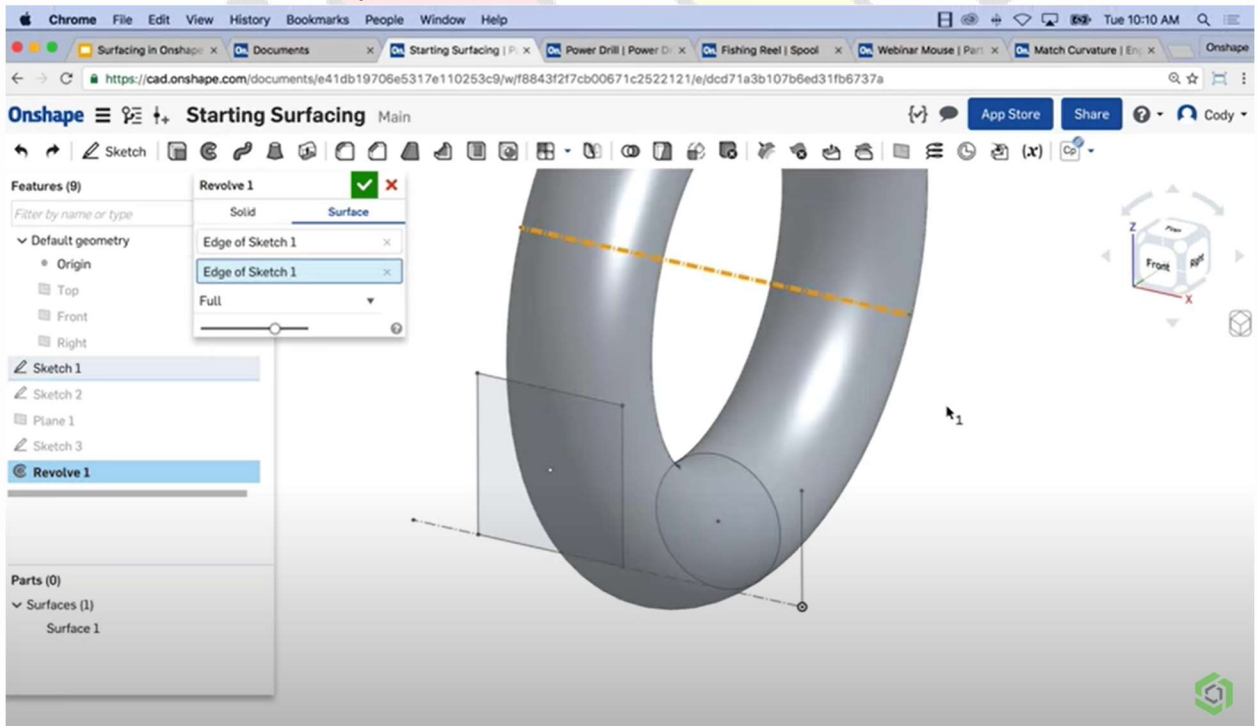 Chrome File Edit View History Bookmarks People Window Help
Tue 10:10 AM
Surfacing in Onshape
Documents
Starting Surfacing | P
Power Drill | Power D
Fishing Reel | Spool
Webinar Mouse | Part
Match Curvature | En
Onshape
https://cad.onshape.com/documents/e41db19706e5317e110253c9/w/f8843f2f7cb00671c2522121/e/dcd71a3b107b6ed31fb6737a
Onshape
Starting Surfacing Main
App Store
Share
Cody
Sketch
(x)
Features (9)
Filter by name or type
Default geometry
Origin
Top
Front
Right
Sketch 1
Sketch 2
Plane 1
Sketch 3
Revolve 1
Revolve 1
Solid
Surface
Edge of Sketch 1
Edge of Sketch 1
Full
Z
Front
Right
X
1
Parts (0)
Surfaces (1)
Surface 1